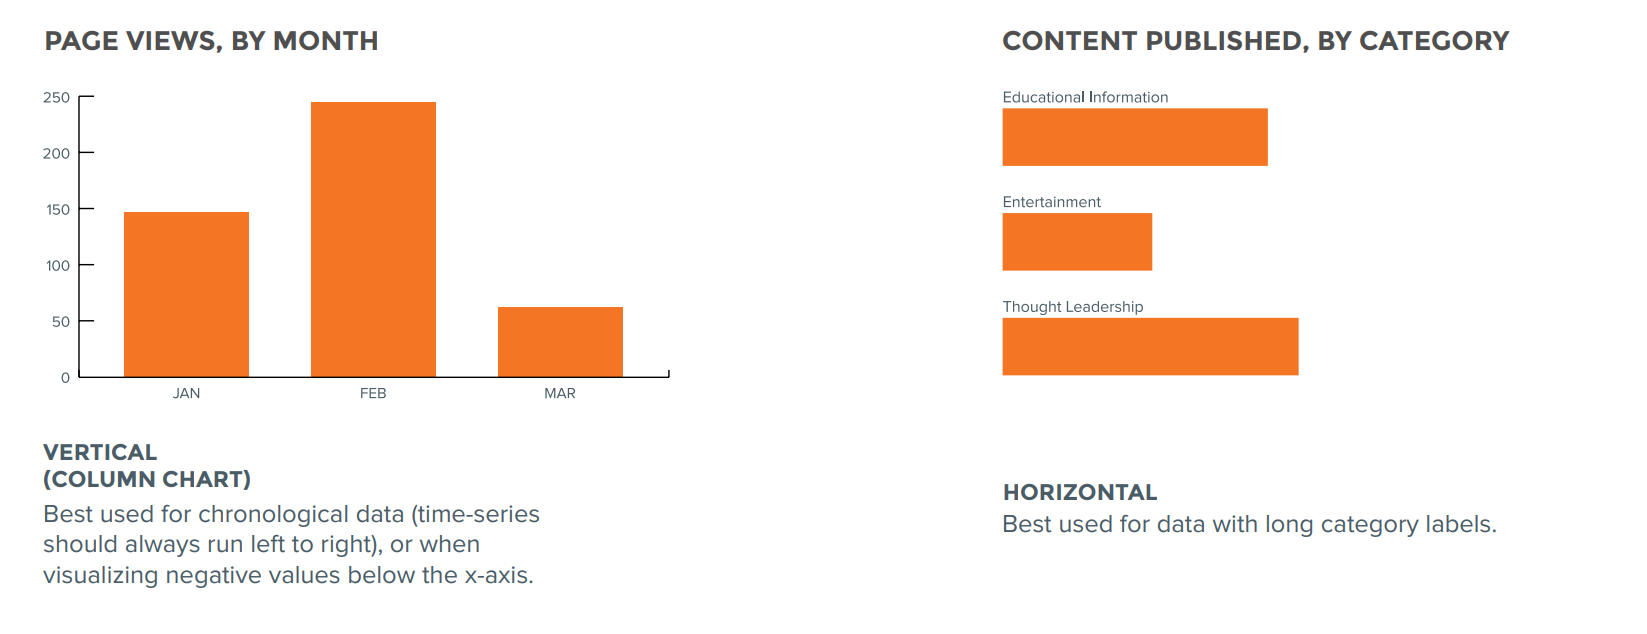 PAGE VIEWS, BY MONTH
250
200
150
100
50
0
JAN
FEB
MAR
VERTICAL
(COLUMN CHART)
Best used for chronological data (time-series
should always run left to right), or when
visualizing negative values below the x-axis.
CONTENT PUBLISHED, BY CATEGORY
Educational Information
Entertainment
Thought Leadership
HORIZONTAL
Best used for data with long category labels.